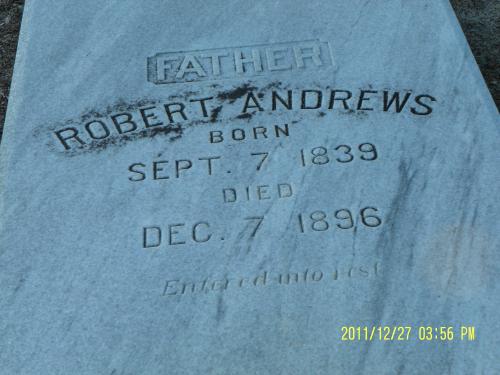 FATHER
ROBERT ANDREWS
BORN
SEPT. 7 1839
DIED
DEC. 7 1896
Entered into rest
2011/12/27 03:56 PM